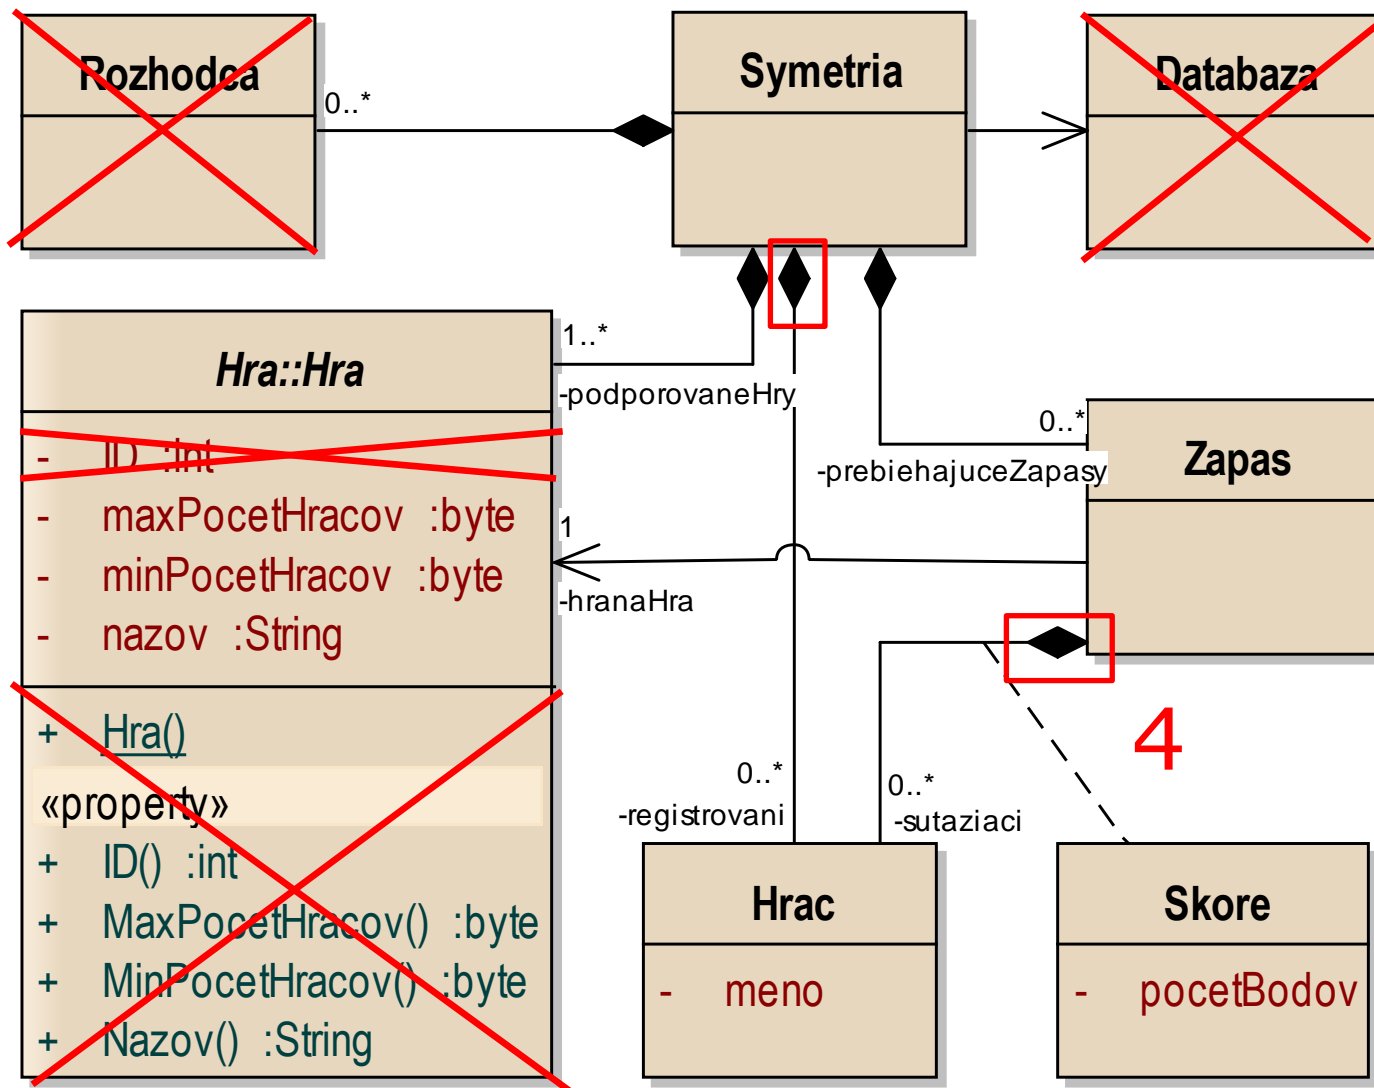 Rozhodca
0..*
Symetria
Databaza
Hra::Hra
- ID :int
- maxPocetHracov :byte
- minPocetHracov :byte
- nazov :String
+ Hra()
«property»
+ ID() :int
+ MaxPocetHracov() :byte
+ MinPocetHracov() :byte
+ Nazov() :String
1..*
-podporovaneHry
0..*
-prebiehajuceZapasy
Zapas
1
-hranaHra
4
0..*
-registrovani
0..*
-sutaziaci
Hrac
- meno
Skore
- pocetBodov